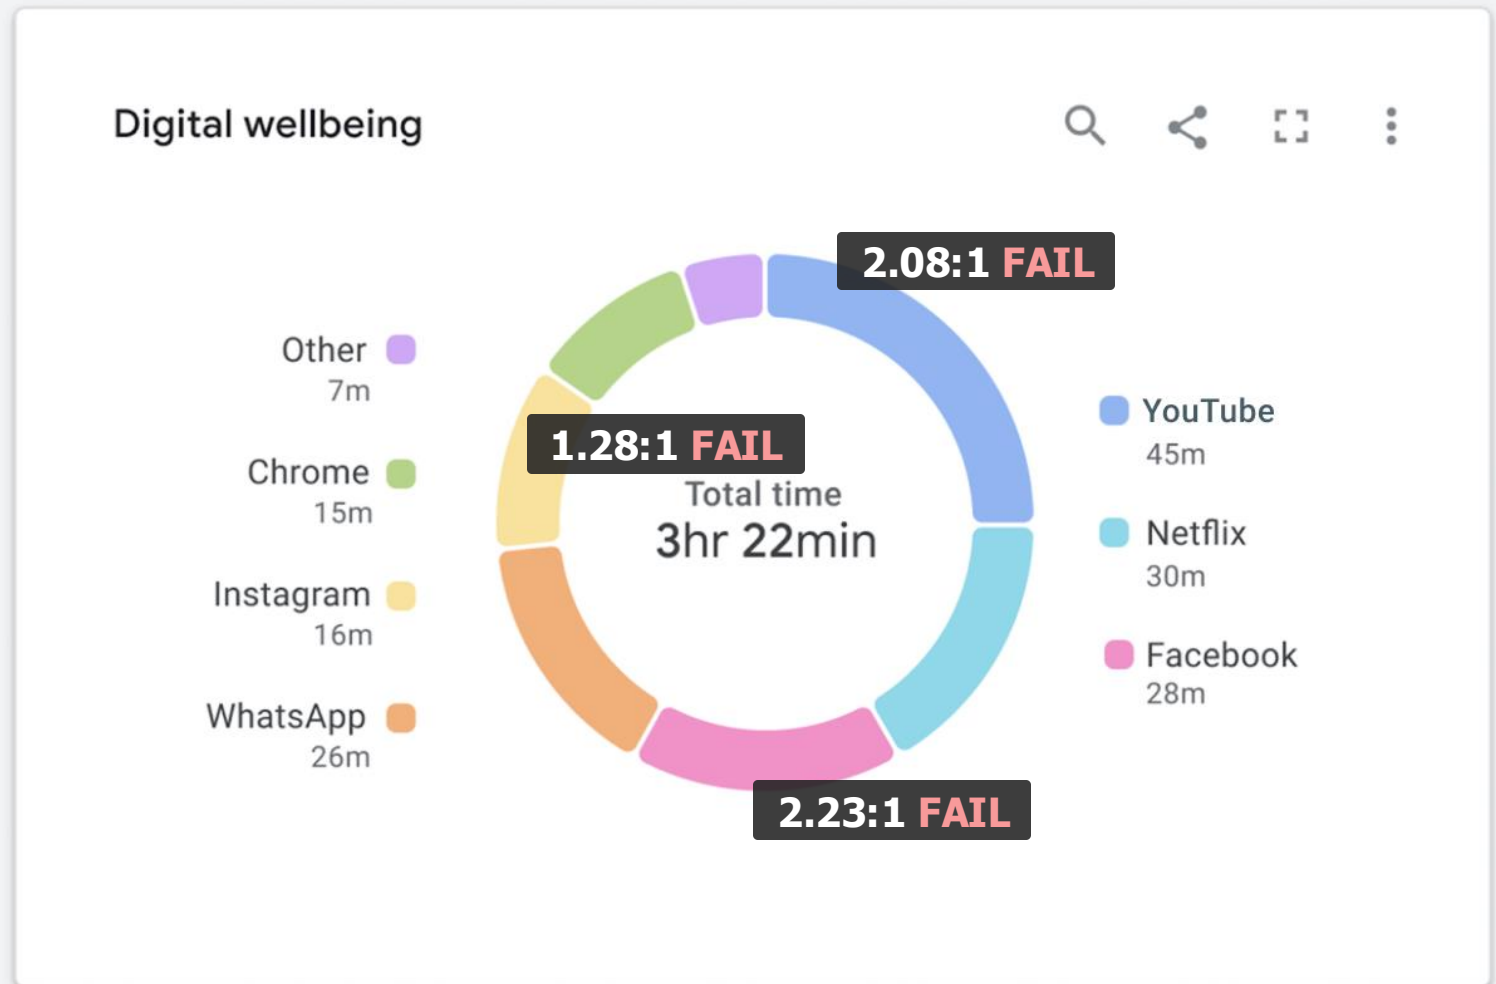 Digital wellbeing
2.08:1 FAIL
Other
7m
Chrome
15m
Instagram
16m
WhatsApp
26m
1.28:1 FAIL
Total time
3hr 22min
YouTube
45m
Netflix
30m
Facebook
28m
2.23:1 FAIL